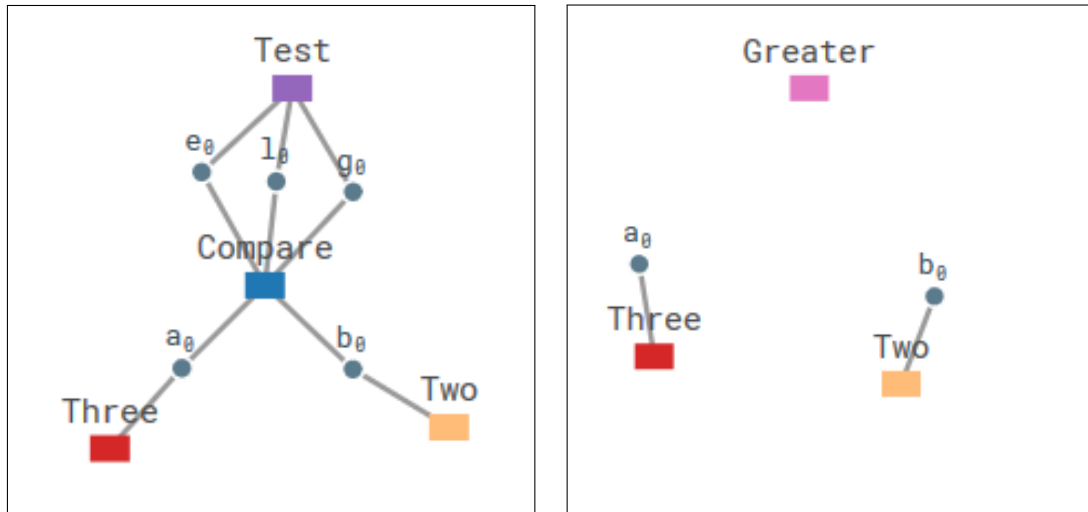 Test
e₀
l₀
g₀
Compare
a₀
b₀
Three
Two
Greater
a₀
b₀
Three
Two